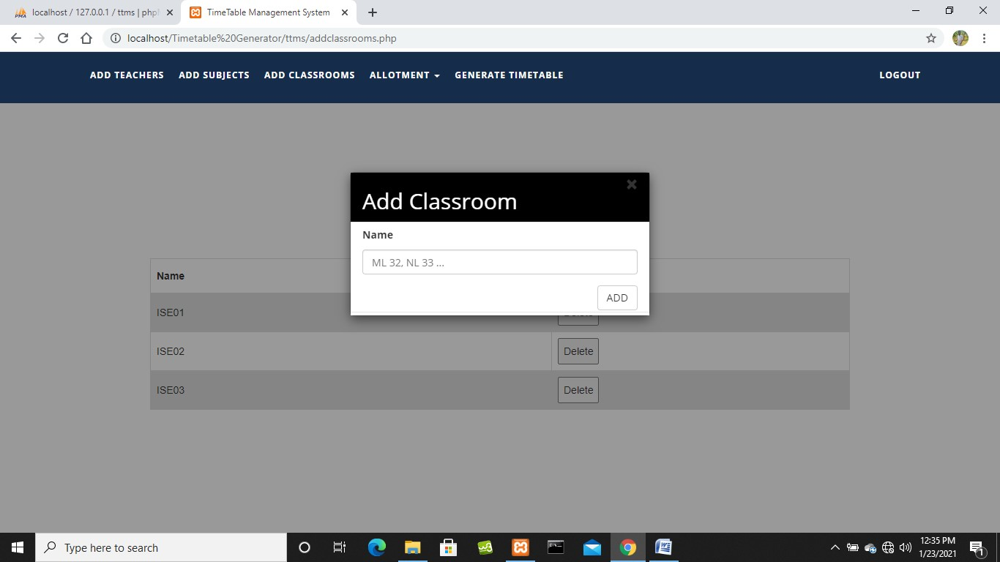 localhost / 127.0.0.1 / ttms | php
TimeTable Management System
localhost/Timetable%20Generator/ttms/addclassrooms.php
ADD TEACHERS ADD SUBJECTS ADD CLASSROOMS ALLOTMENT GENERATE TIMETABLE LOGOUT
Add Classroom
Name
ML 32, NL 33 ...
ADD
Name
ISE01
ISE02 Delete
ISE03 Delete
Type here to search
12:35 PM
1/23/2021
1